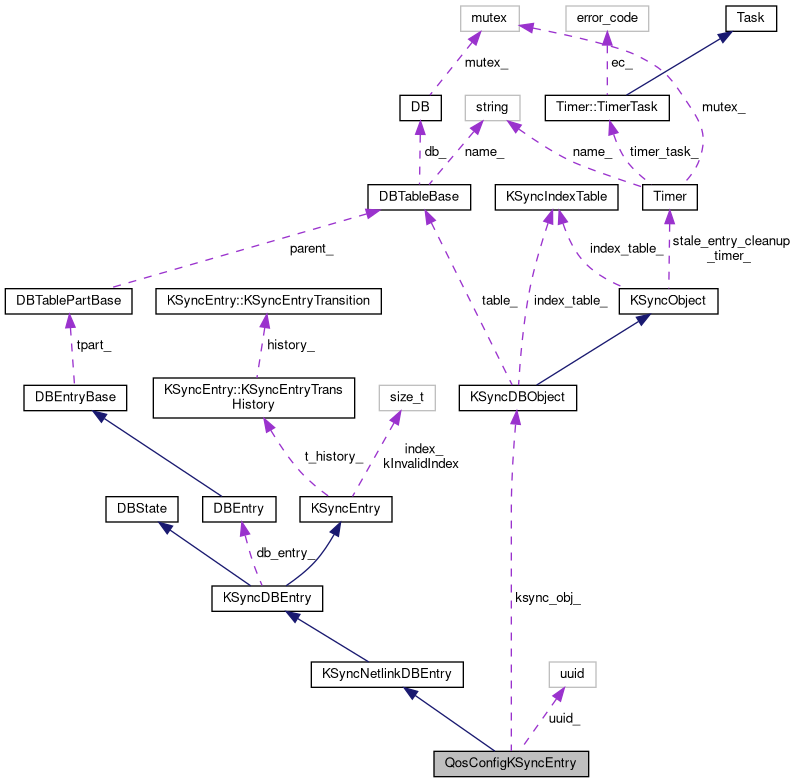 mutex
error_code
Task
mutex_
ec_
DB
string
Timer::TimerTask
mutex_
db_
name_
name_
timer_task_
DBTableBase
KSyncIndexTable
Timer
parent_
index_table_
stale_entry_cleanup
_timer_
DBTablePartBase
KSyncEntry::KSyncEntryTransition
table_
index_table_
KSyncObject
tpart_
history_
DBEntryBase
KSyncEntry::KSyncEntryTrans
History
size_t
KSyncDBObject
t_history_
index_
kInvalidIndex
DBState
DBEntry
KSyncEntry
db_entry_
KSyncDBEntry
ksync_obj_
KSyncNetlinkDBEntry
uuid
uuid_
QosConfigKSyncEntry